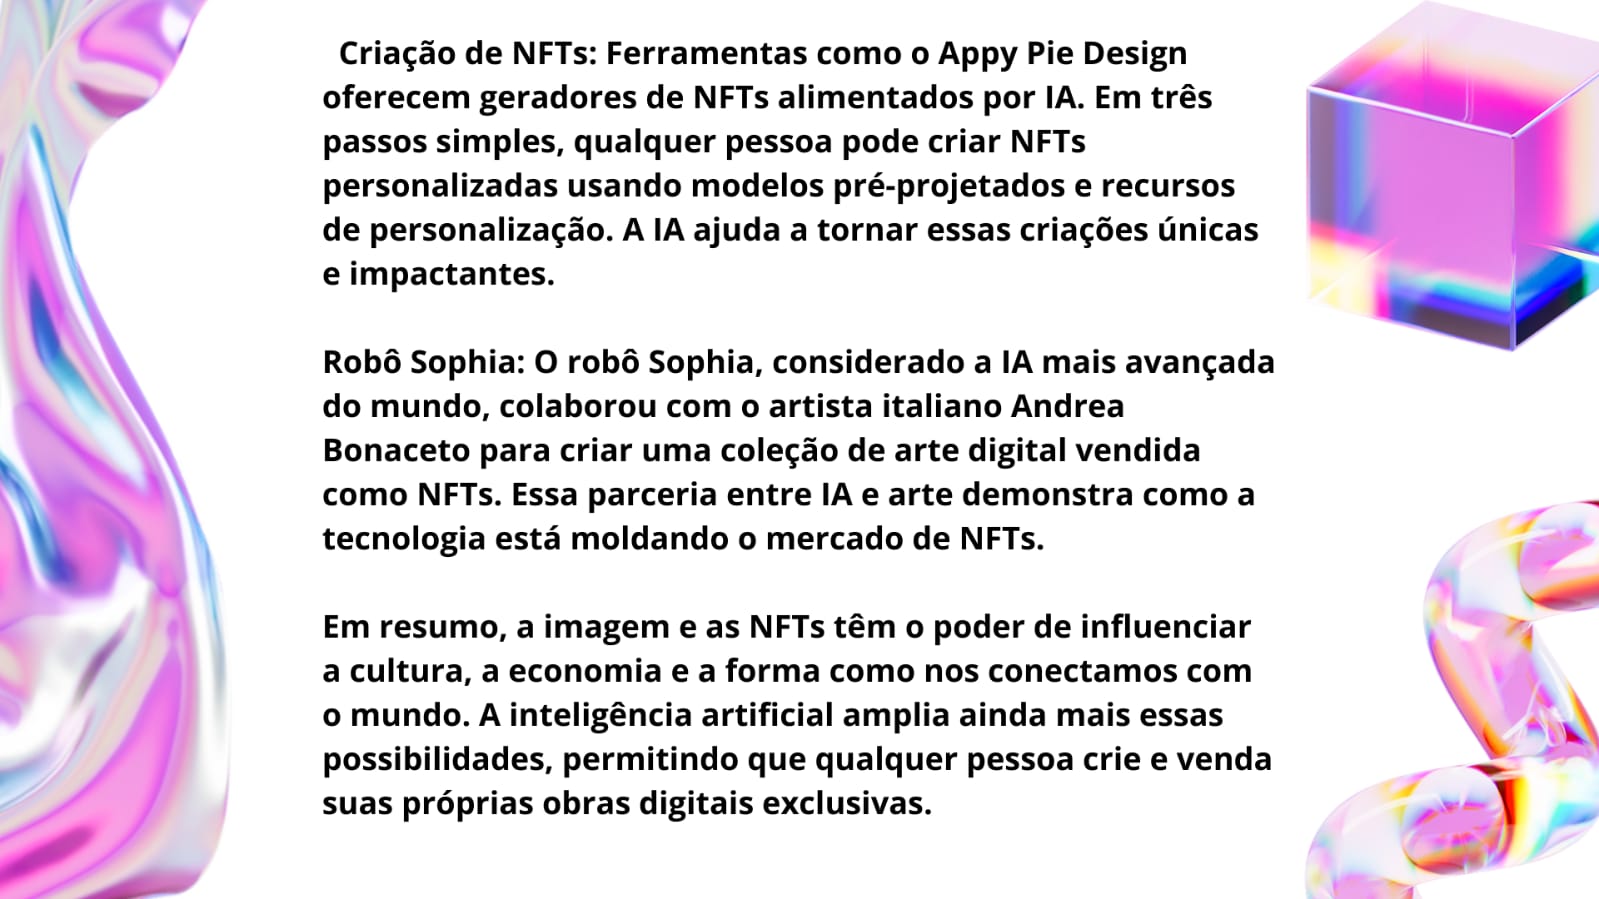 Criação de NFTs: Ferramentas como o Appy Pie Design
oferecem geradores de NFTs alimentados por IA. Em três
passos simples, qualquer pessoa pode criar NFTs
personalizadas usando modelos pré-projetados e recursos
de personalização. A IA ajuda a tornar essas criações únicas
e impactantes.
Robô Sophia: O robô Sophia, considerado a IA mais avançada
do mundo, colaborou com o artista italiano Andrea
Bonaceto para criar uma coleção de arte digital vendida
como NFTs. Essa parceria entre IA e arte demonstra como a
tecnologia está moldando o mercado de NFTs.
Em resumo, a imagem e as NFTs têm o poder de influenciar
a cultura, a economia e a forma como nos conectamos com
o mundo. A inteligência artificial amplia ainda mais essas
possibilidades, permitindo que qualquer pessoa crie e venda
suas próprias obras digitais exclusivas.